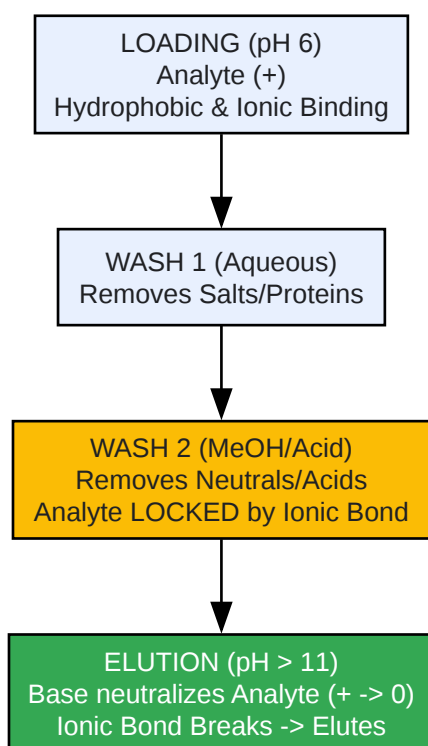 LOADING (pH 6)
Analyte (+)
Hydrophobic & Ionic Binding
WASH 1 (Aqueous)
Removes Salts/Proteins
WASH 2 (MeOH/Acid)
Removes Neutrals/Acids
Analyte LOCKED by Ionic Bond
ELUTION (pH > 11)
Base neutralizes Analyte (+ -> 0)
Ionic Bond Breaks -> Elutes